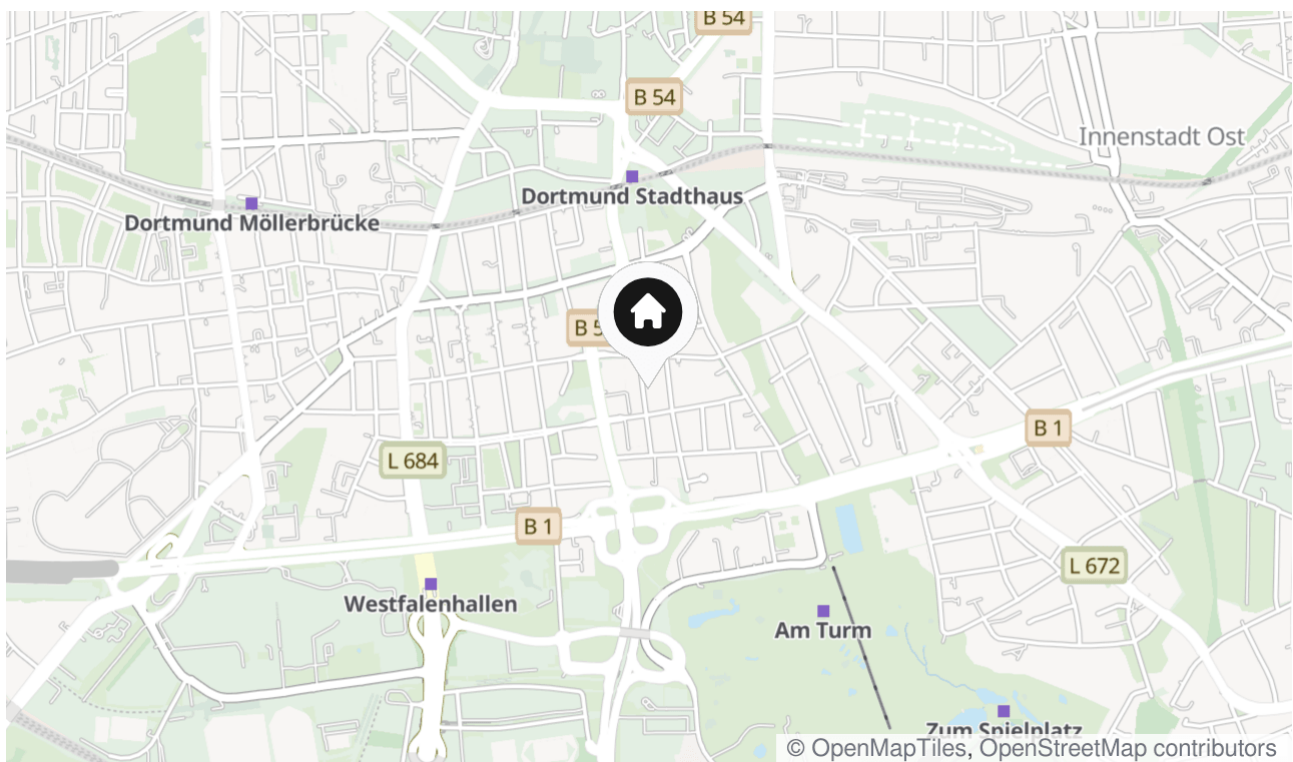 B 54
B 54
Innenstadt Ost
Dortmund Stadthaus
Dortmund Möllerbrücke
B 5
B 1
L 684
B 1
L 672
Westfalenhallen
Am Turm
Zum Spielplatz
© OpenMapTiles, OpenStreetMap contributors